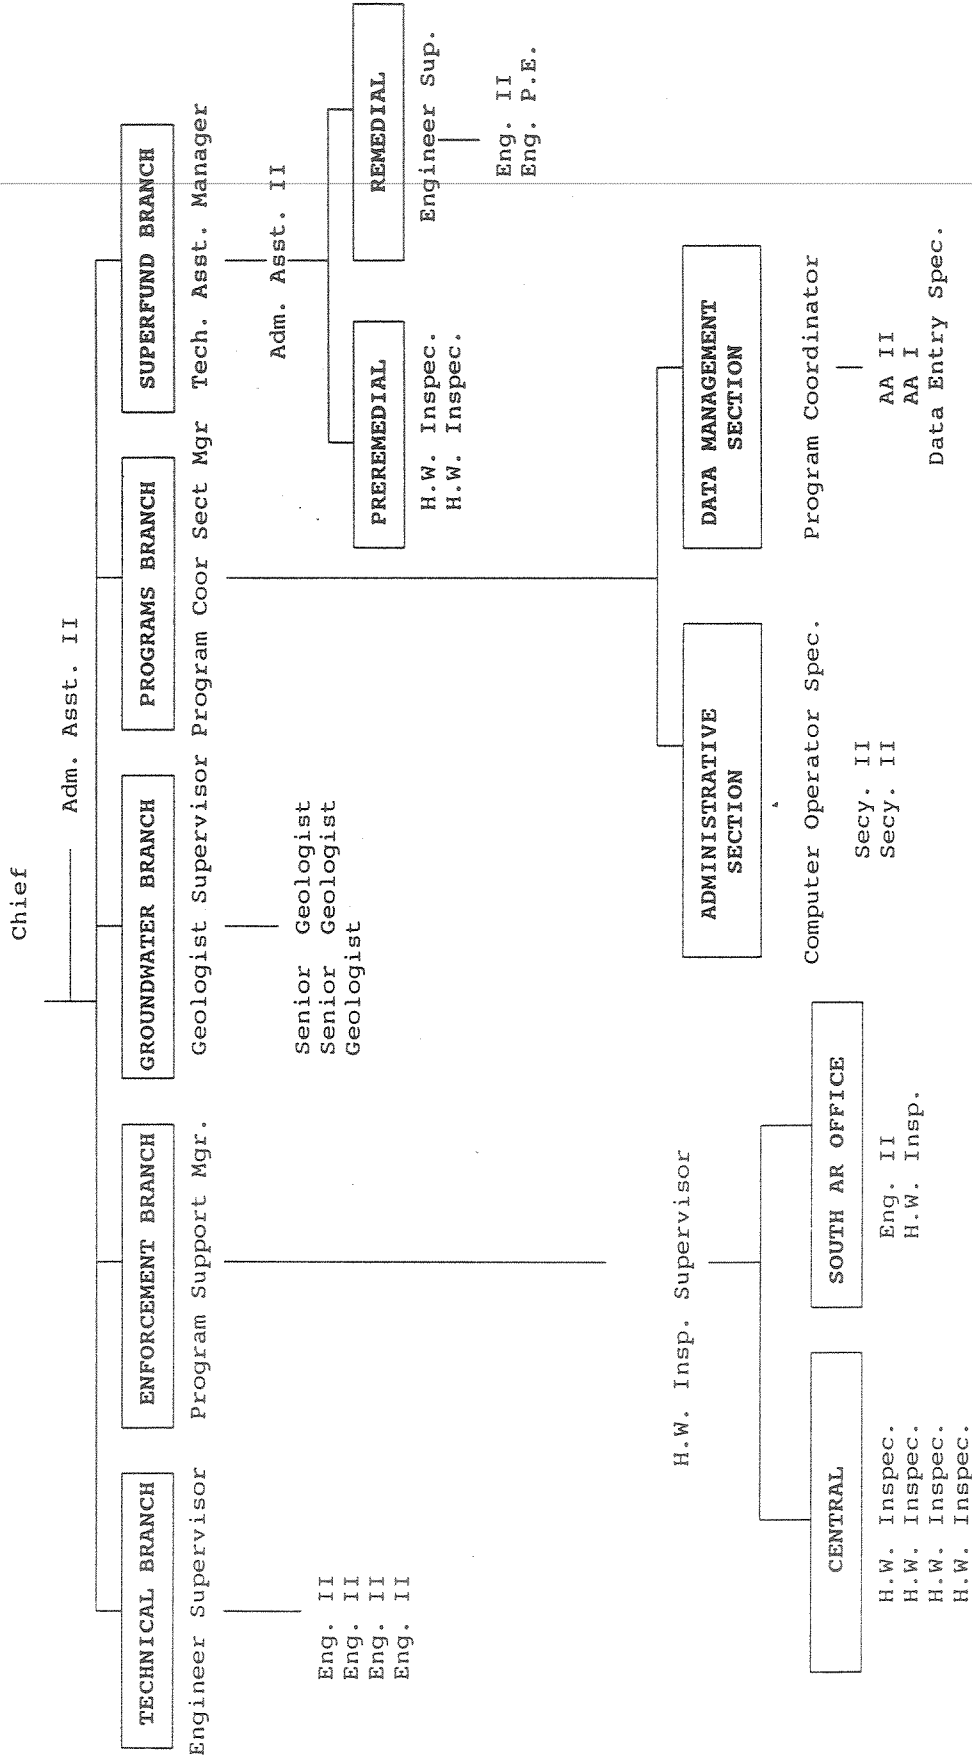 Chief
Adm. Asst. II
TECHNICAL BRANCH
Engineer Supervisor
Eng. II
Eng. II
Eng. II
Eng. II
ENFORCEMENT BRANCH
Program Support Mgr.
H.W. Insp. Supervisor
CENTRAL
H.W. Inspec.
H.W. Inspec.
H.W. Inspec.
H.W. Inspec.
SOUTH AR OFFICE
Eng. II
H.W. Insp.
GROUNDWATER BRANCH
Geologist Supervisor
Senior Geologist
Senior Geologist
Geologist
PROGRAMS BRANCH
Program Coor Sect Mgr
ADMINISTRATIVE
SECTION
Computer Operator Spec.
Secy. II
Secy. II
DATA MANAGEMENT
SECTION
Program Coordinator
AA II
AA I
Data Entry Spec.
SUPERFUND BRANCH
Tech. Asst. Manager
Adm. Asst. II
PREREMEDIAL
H.W. Inspec.
H.W. Inspec.
REMEDIAL
Engineer Sup.
Eng. II
Eng. P.E.